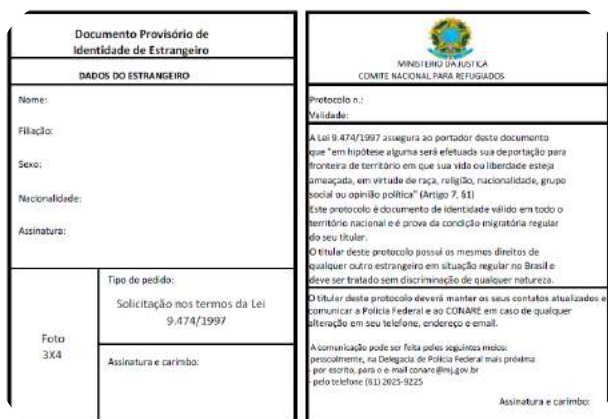 Documento Provisório de
Identidade de Estrangeiro
DADOS DO ESTRANGEIRO
Nome:
Filiação:
Sexo:
Nacionalidade:
Assinatura:
Foto
3X4
Tipo do pedido:
Solicitação nos termos da Lei
9.474/1997
Assinatura e carimbo:
MINISTÉRIO DA JUSTIÇA
COMITE NACIONAL PARA REFUGIADOS
Protocolo n.:
Validade:
A Lei 9.474/1997 assegura ao portador deste documento
que "em hipótese alguma será efetuada sua deportação para
fronteira de território em que sua vida ou liberdade esteja
ameaçada, em virtude de raça, religião, nacionalidade, grupo
social ou opinião política" (Artigo 7, §1)
Este protocolo é documento de identidade válido em todo o
território nacional e é prova da condição migratória regular
do seu titular.
O titular deste protocolo possui os mesmos direitos de
qualquer outro estrangeiro em situação regular no Brasil e
deve ser tratado sem discriminação de qualquer natureza.
O titular deste protocolo deverá manter os seus contatos atualizados e
comunicar a Polícia Federal e ao CONARE em caso de qualquer
alteração em seu telefone, endereço e email.
A comunicação pode ser feita pelos seguintes meios:
pessoalmente, na Delegacia de Polícia Federal mais próxima
- por escrito, para o e-mail conare@mj.gov.br
- pelo telefone (61) 2025-9225
Assinatura e carimbo: